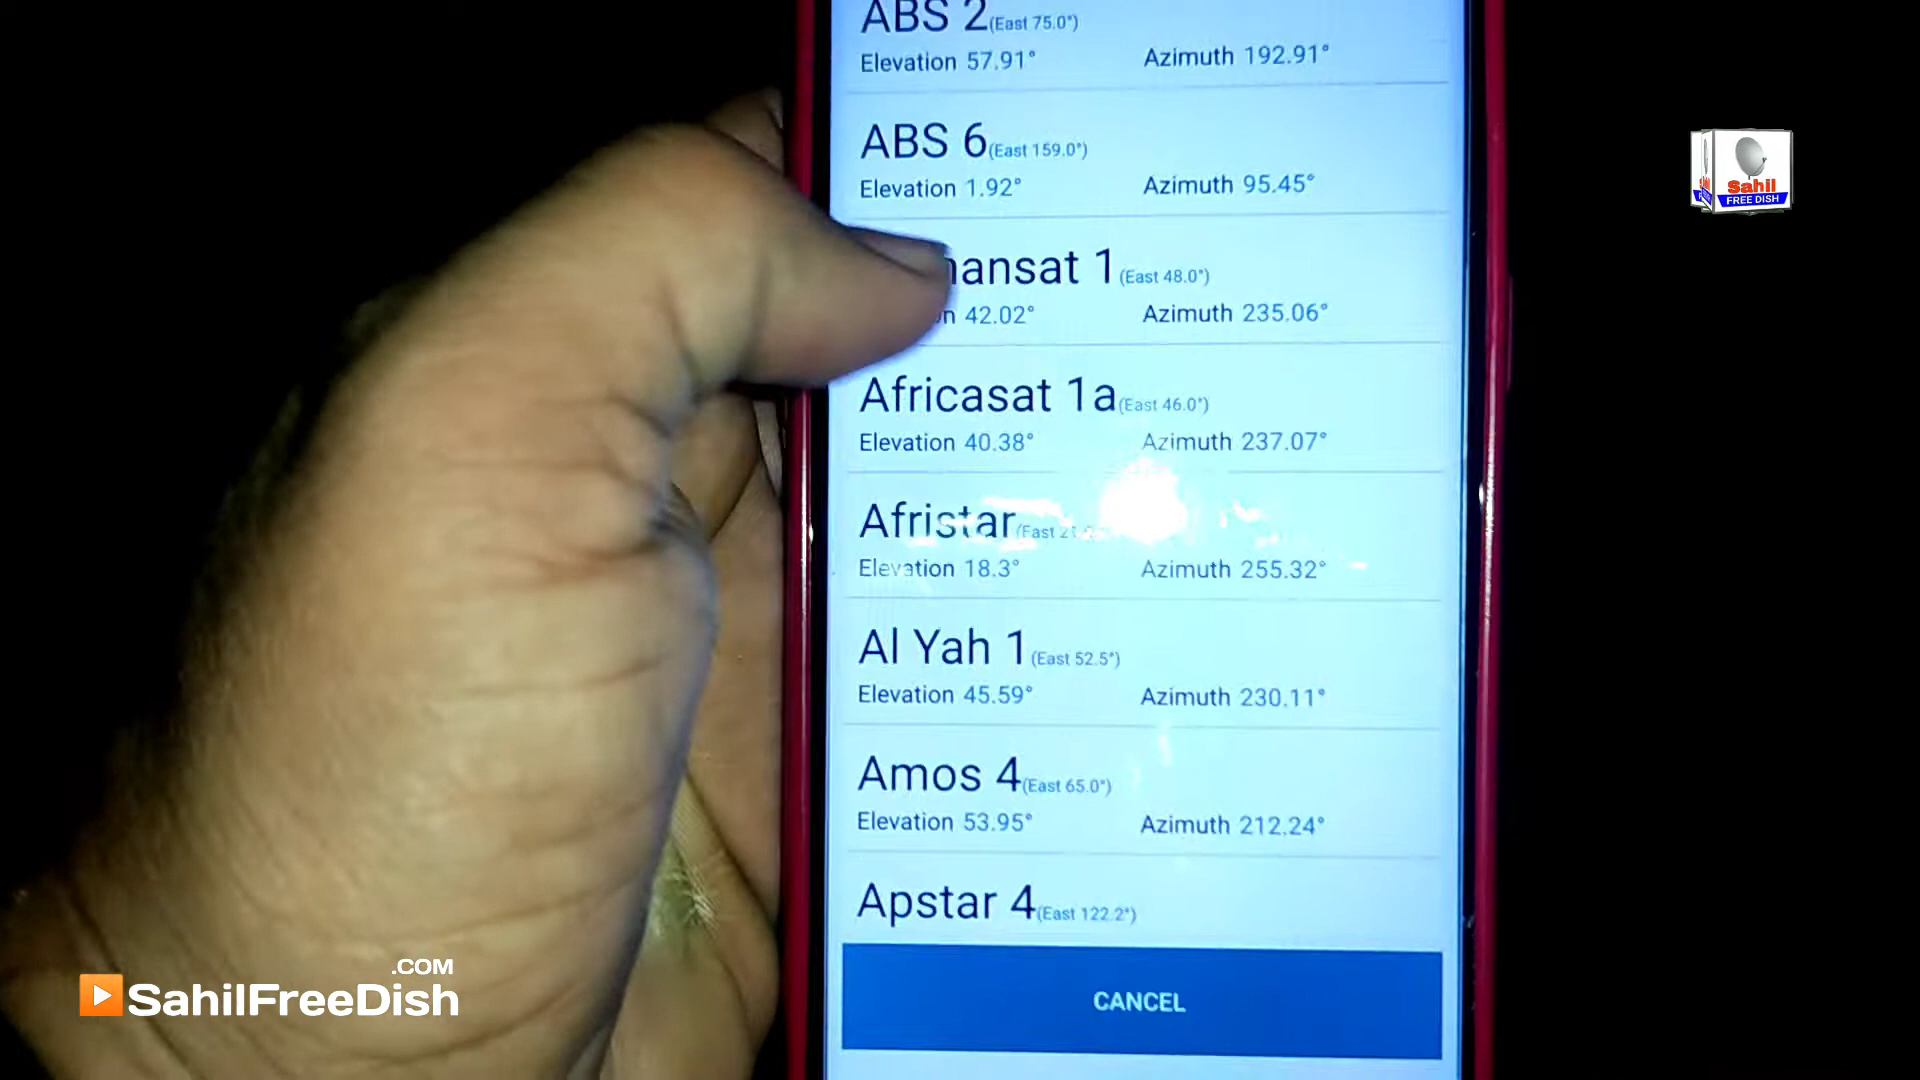 ABS 2(East 75.0°)
Elevation 57.91° Azimuth 192.91°
ABS 6(East 159.0°)
Elevation 1.92° Azimuth 95.45°
hansat 1(East 48.0°)
n 42.02° Azimuth 235.06°
Africasat 1a(East 46.0°)
Elevation 40.38° Azimuth 237.07°
Afristar(East
Elevation 18.3° Azimuth 255.32°
Al Yah 1(East 52.5°)
Elevation 45.59° Azimuth 230.11°
Amos 4(East 65.0°)
Elevation 53.95° Azimuth 212.24°
Apstar 4(East 122.2°)
CANCEL
Sahil
FREE DISH
.COM
SahilFreeDish